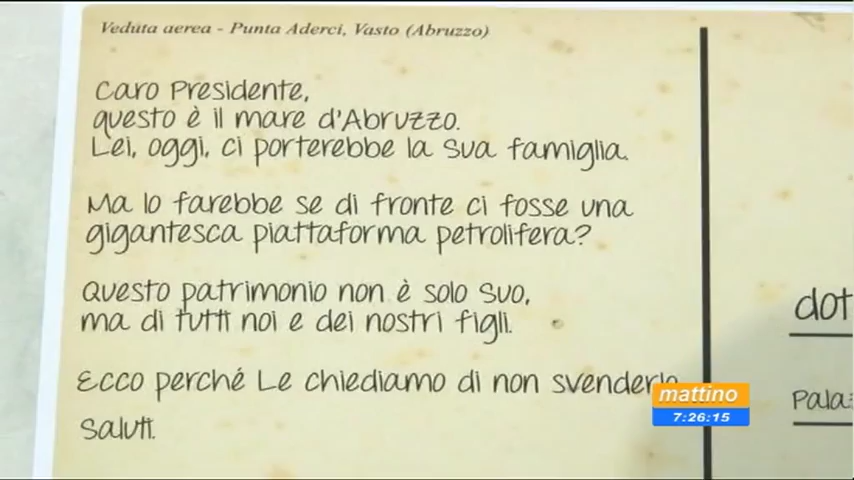 Veduta aerea - Punta Aderci, Vasto (Abruzzo)
Caro Presidente,
questo è il mare d'Abruzzo.
Lei, oggi, ci porterebbe la sua famiglia.
Ma lo farebbe se di fronte ci fosse una
gigantesca piattaforma petrolifera?
Questo patrimonio non è solo Suo,
ma di tutti noi e dei nostri figli.
Ecco perché Le chiediamo di non svenderlo
Saluti.
dot
Pala
mattino
7:26:15